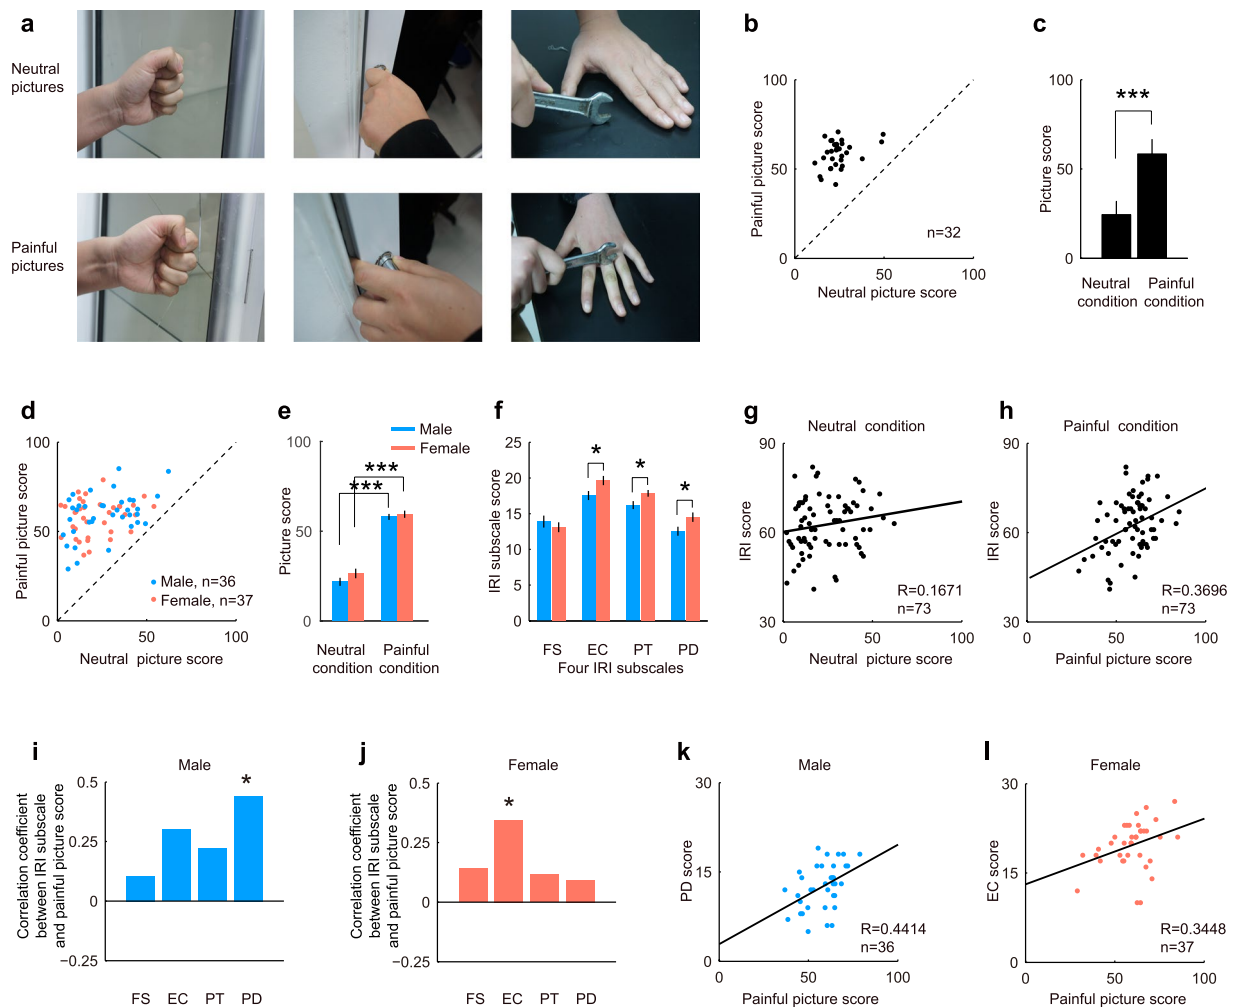 a
Neutral
pictures
Painful
pictures
b
Painful picture score
100
50
0
0
50
100
n=32
Neutral picture score
c
Picture score
100
50
0
***
Neutral
condition
Painful
condition
d
Painful picture score
100
50
0
0
50
100
Male, n=36
Female, n=37
Neutral picture score
e
Male
Female
Picture score
100
50
0
***
***
Neutral
condition
Painful
condition
f
IRI subscale score
25
20
15
10
5
0
*
*
*
FS EC PT PD
Four IRI subscales
g
Neutral condition
IRI score
90
60
30
0
50
100
R=0.1671
n=73
Neutral picture score
h
Painful condition
IRI score
90
60
30
0 20 40 60 80 100
R=0.3696
n=73
Painful picture score
i
Male
Correlation coefficient
between IRI subscale
and painful picture score
0.5
0.25
0
−0.25
*
FS EC PT PD
j
Female
Correlation coefficient
between IRI subscale
and painful picture score
0.5
0.25
0
−0.25
*
FS EC PT PD
k
Male
PD score
30
15
0
0
50
100
R=0.4414
n=36
Painful picture score
l
Female
EC score
30
15
0
0 20 40 60 80 100
R=0.3448
n=37
Painful picture score